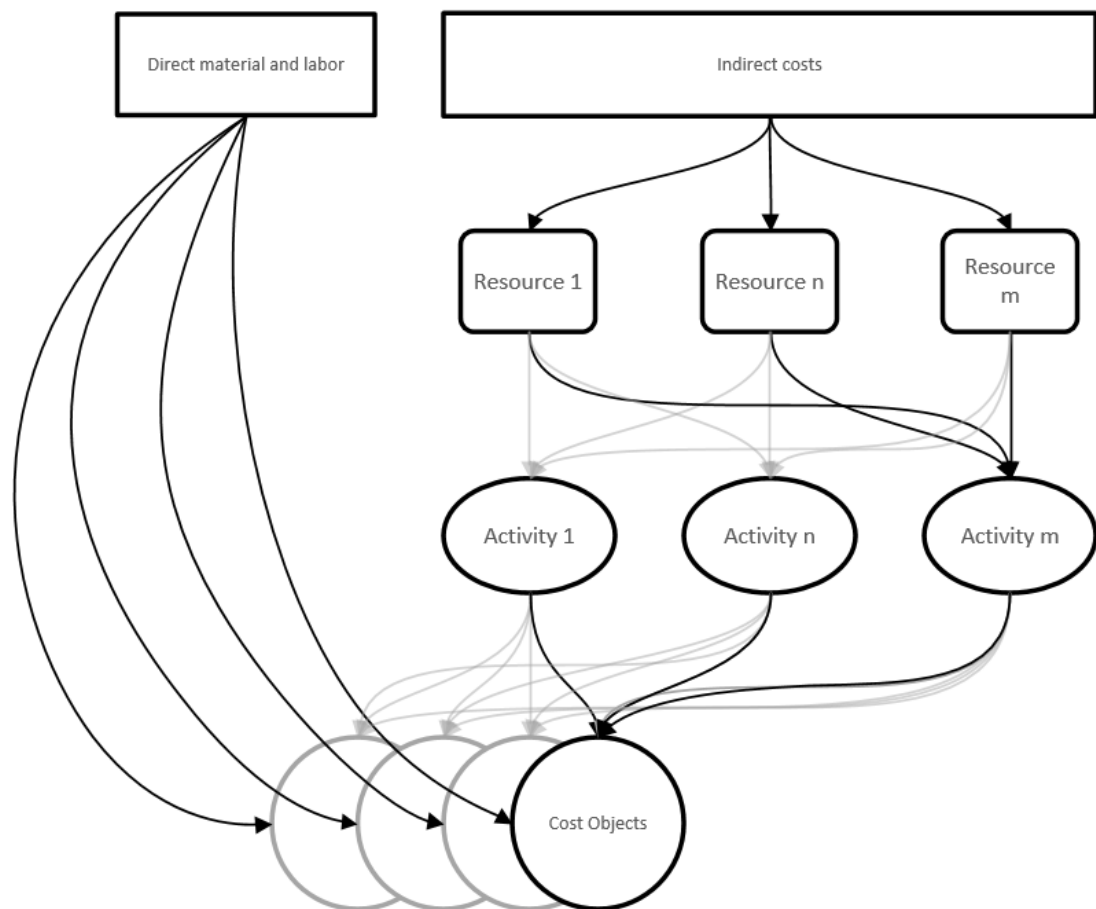 Direct material and labor
Indirect costs
Resource 1
Resource n
Resource
m
Activity 1
Activity n
Activity m
Cost Objects